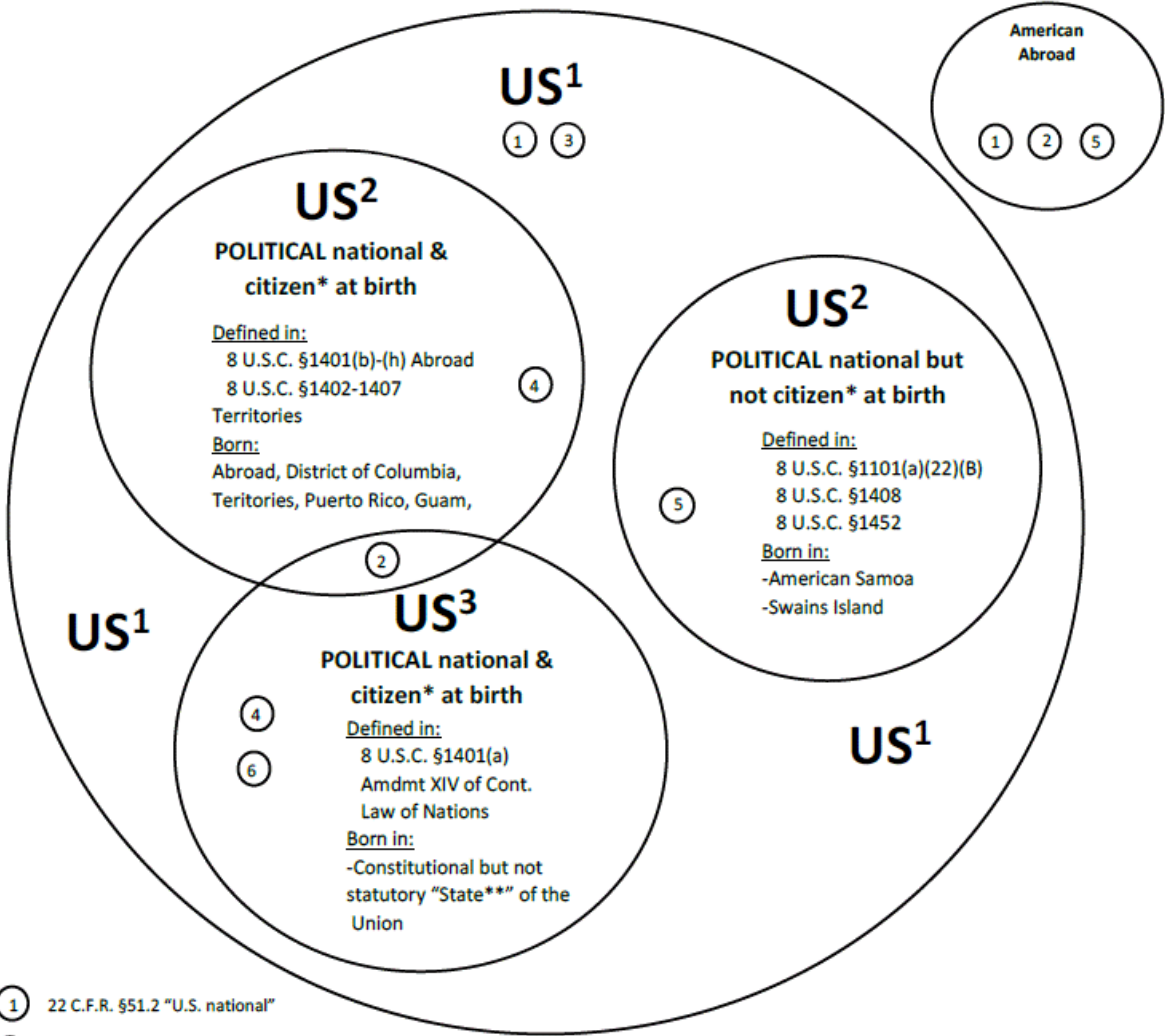 American
Abroad
1 2 5
US¹
1 3
US²
POLITICAL national &
citizen* at birth
Defined in:
8 U.S.C. §1401(b)-(h) Abroad
8 U.S.C. §1402-1407
Territories
Born:
Abroad, District of Columbia,
Teritories, Puerto Rico, Guam,
4
US²
POLITICAL national but
not citizen* at birth
Defined in:
8 U.S.C. §1101(a)(22)(B)
8 U.S.C. §1408
8 U.S.C. §1452
Born in:
-American Samoa
-Swains Island
5
2
US¹
US³
POLITICAL national &
citizen* at birth
Defined in:
8 U.S.C. §1401(a)
Amdmt XIV of Cont.
Law of Nations
Born in:
-Constitutional but not
statutory “State**” of the
Union
4
6
US¹
1 22 C.F.R. §51.2 “U.S. national”